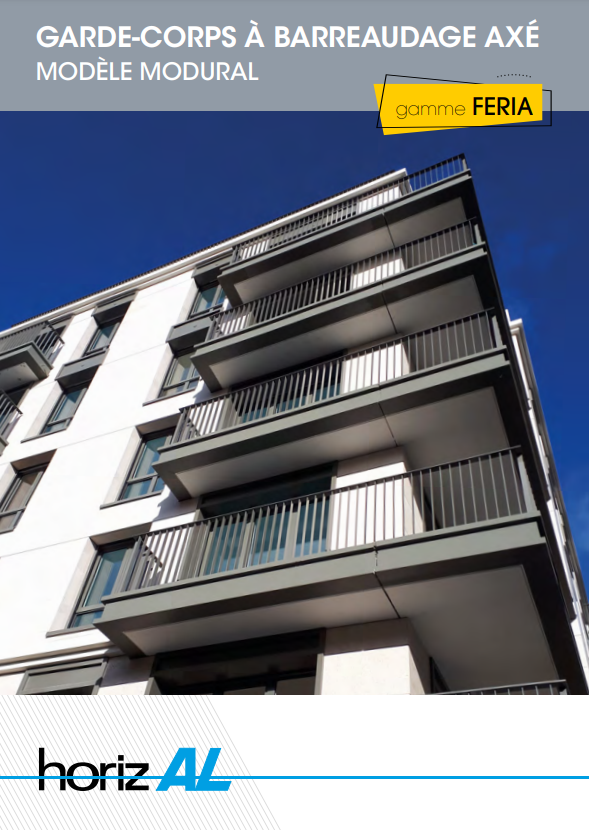 GARDE-CORPS À BARREAUDAGE AXÉ
MODÈLE MODURAL
gamme FERIA
horizAL